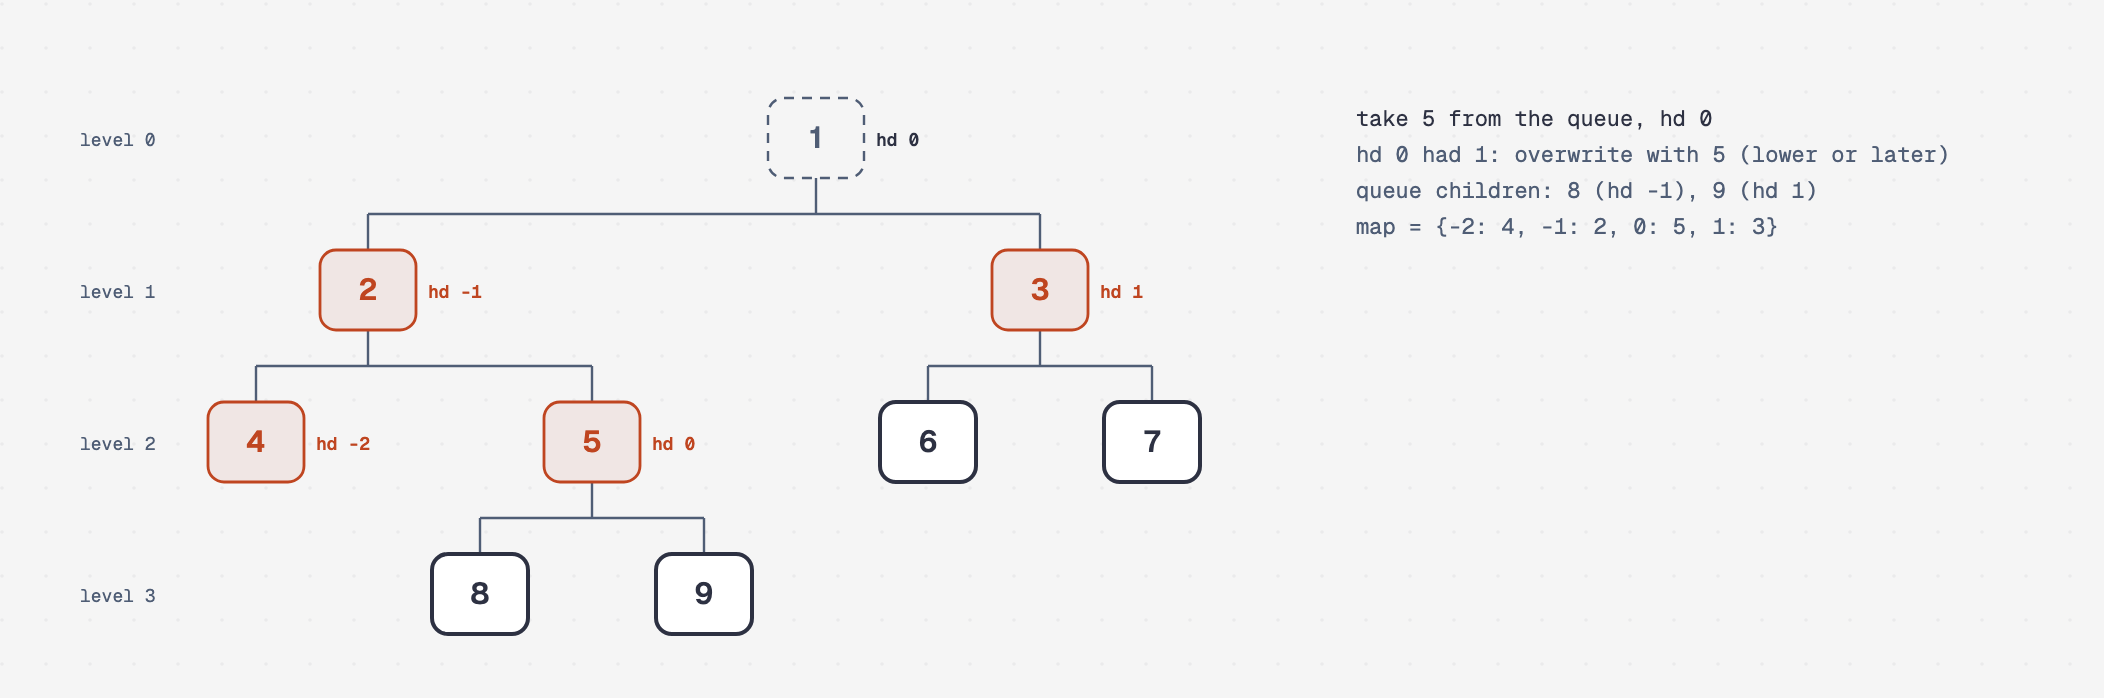 level 0
1 hd 0
take 5 from the queue, hd 0
hd 0 had 1: overwrite with 5 (lower or later)
queue children: 8 (hd -1), 9 (hd 1)
map = {-2: 4, -1: 2, 0: 5, 1: 3}
level 1
2 hd -1
3 hd 1
level 2
4 hd -2
5 hd 0
6
7
level 3
8
9